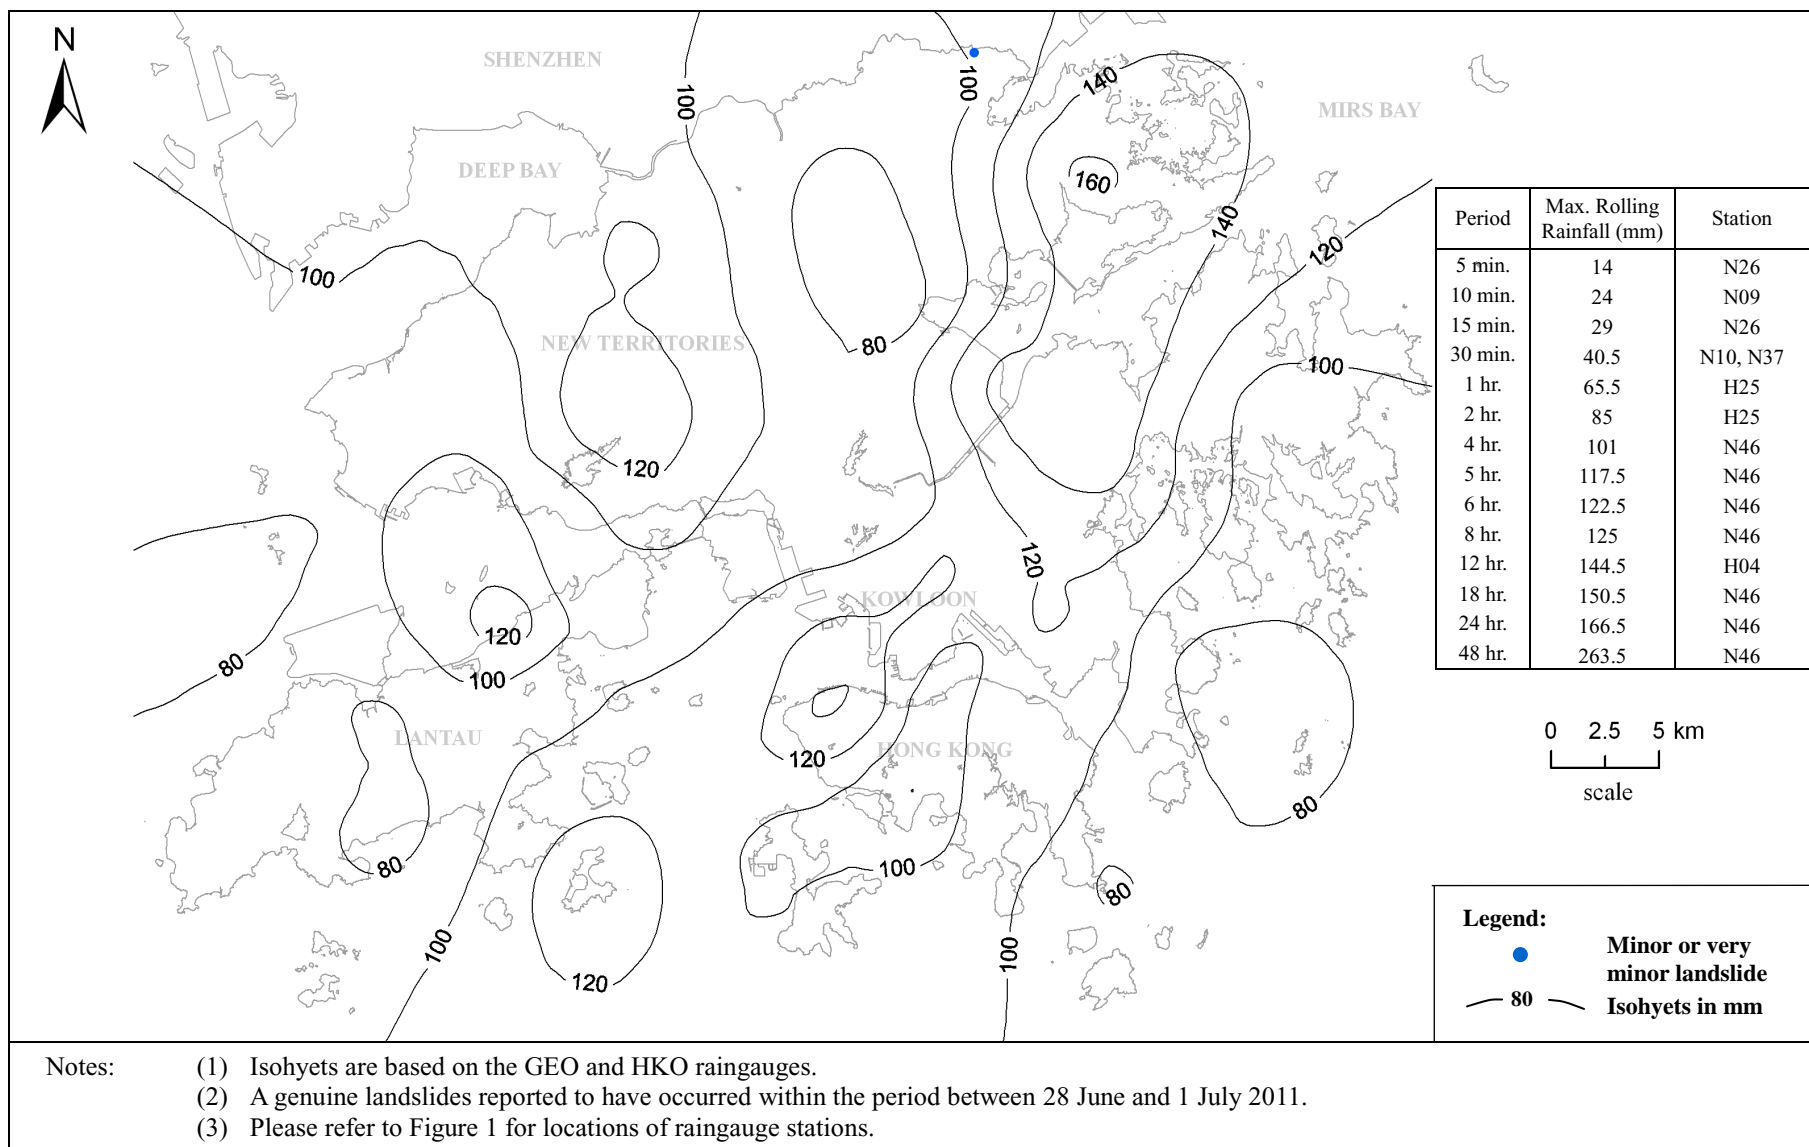 N
SHENZHEN
MIRS BAY
DEEP BAY
NEW TERRITORIES
KOWLOON
LANTAU
HONG KONG
100
100
140
160
140
120
100
80
100
120
120
120
100
80
80
120
100
80
80
100
120
100
Period Max. Rolling Rainfall (mm) Station
5 min. 14 N26
10 min. 24 N09
15 min. 29 N26
30 min. 40.5 N10, N37
1 hr. 65.5 H25
2 hr. 85 H25
4 hr. 101 N46
5 hr. 117.5 N46
6 hr. 122.5 N46
8 hr. 125 N46
12 hr. 144.5 H04
18 hr. 150.5 N46
24 hr. 166.5 N46
48 hr. 263.5 N46
0 2.5 5 km
scale
Legend:
Minor or very
minor landslide
80 Isohyets in mm
Notes: (1) Isohyets are based on the GEO and HKO raingauges.
(2) A genuine landslides reported to have occurred within the period between 28 June and 1 July 2011.
(3) Please refer to Figure 1 for locations of raingauge stations.